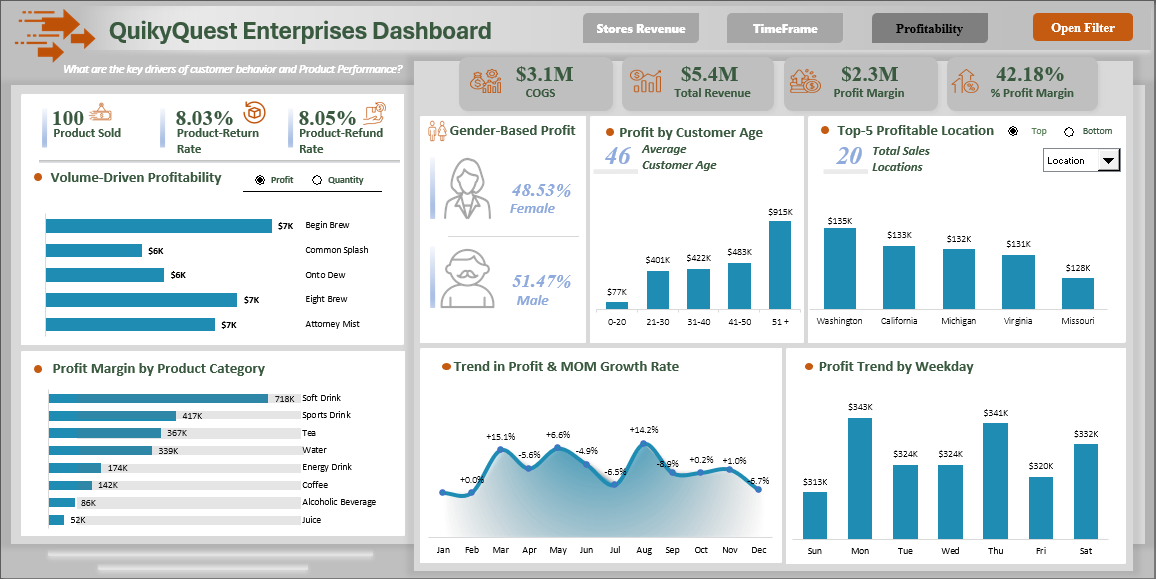 QuikyQuest Enterprises Dashboard
Stores Revenue
TimeFrame
Profitability
Open Filter
What are the key drivers of customer behavior and Product Performance?
$3.1M
COGS
$5.4M
Total Revenue
$2.3M
Profit Margin
42.18%
% Profit Margin
100
Product Sold
8.03%
Product-Return
Rate
8.05%
Product-Refund
Rate
Volume-Driven Profitability
Profit
Quantity
$7K Begin Brew
$6K Common Splash
$6K Onto Dew
$7K Eight Brew
$7K Attorney Mist
Profit Margin by Product Category
718K Soft Drink
417K Sports Drink
367K Tea
339K Water
174K Energy Drink
142K Coffee
86K Alcoholic Beverage
52K Juice
Gender-Based Profit
48.53%
Female
51.47%
Male
Profit by Customer Age
46
Average
Customer Age
$77K $401K $422K $483K $915K
0-20 21-30 31-40 41-50 51 +
Top-5 Profitable Location
Top
Bottom
20
Total Sales
Locations
Location
$135K $133K $132K $131K $128K
Washington California Michigan Virginia Missouri
Trend in Profit & MOM Growth Rate
+0.0% +15.1% -5.6% +6.6% -4.9% -6.5% +14.2% -8.9% +0.2% +1.0% -6.7%
Jan Feb Mar Apr May Jun Jul Aug Sep Oct Nov Dec
Profit Trend by Weekday
$313K $343K $324K $324K $341K $320K $332K
Sun Mon Tue Wed Thu Fri Sat